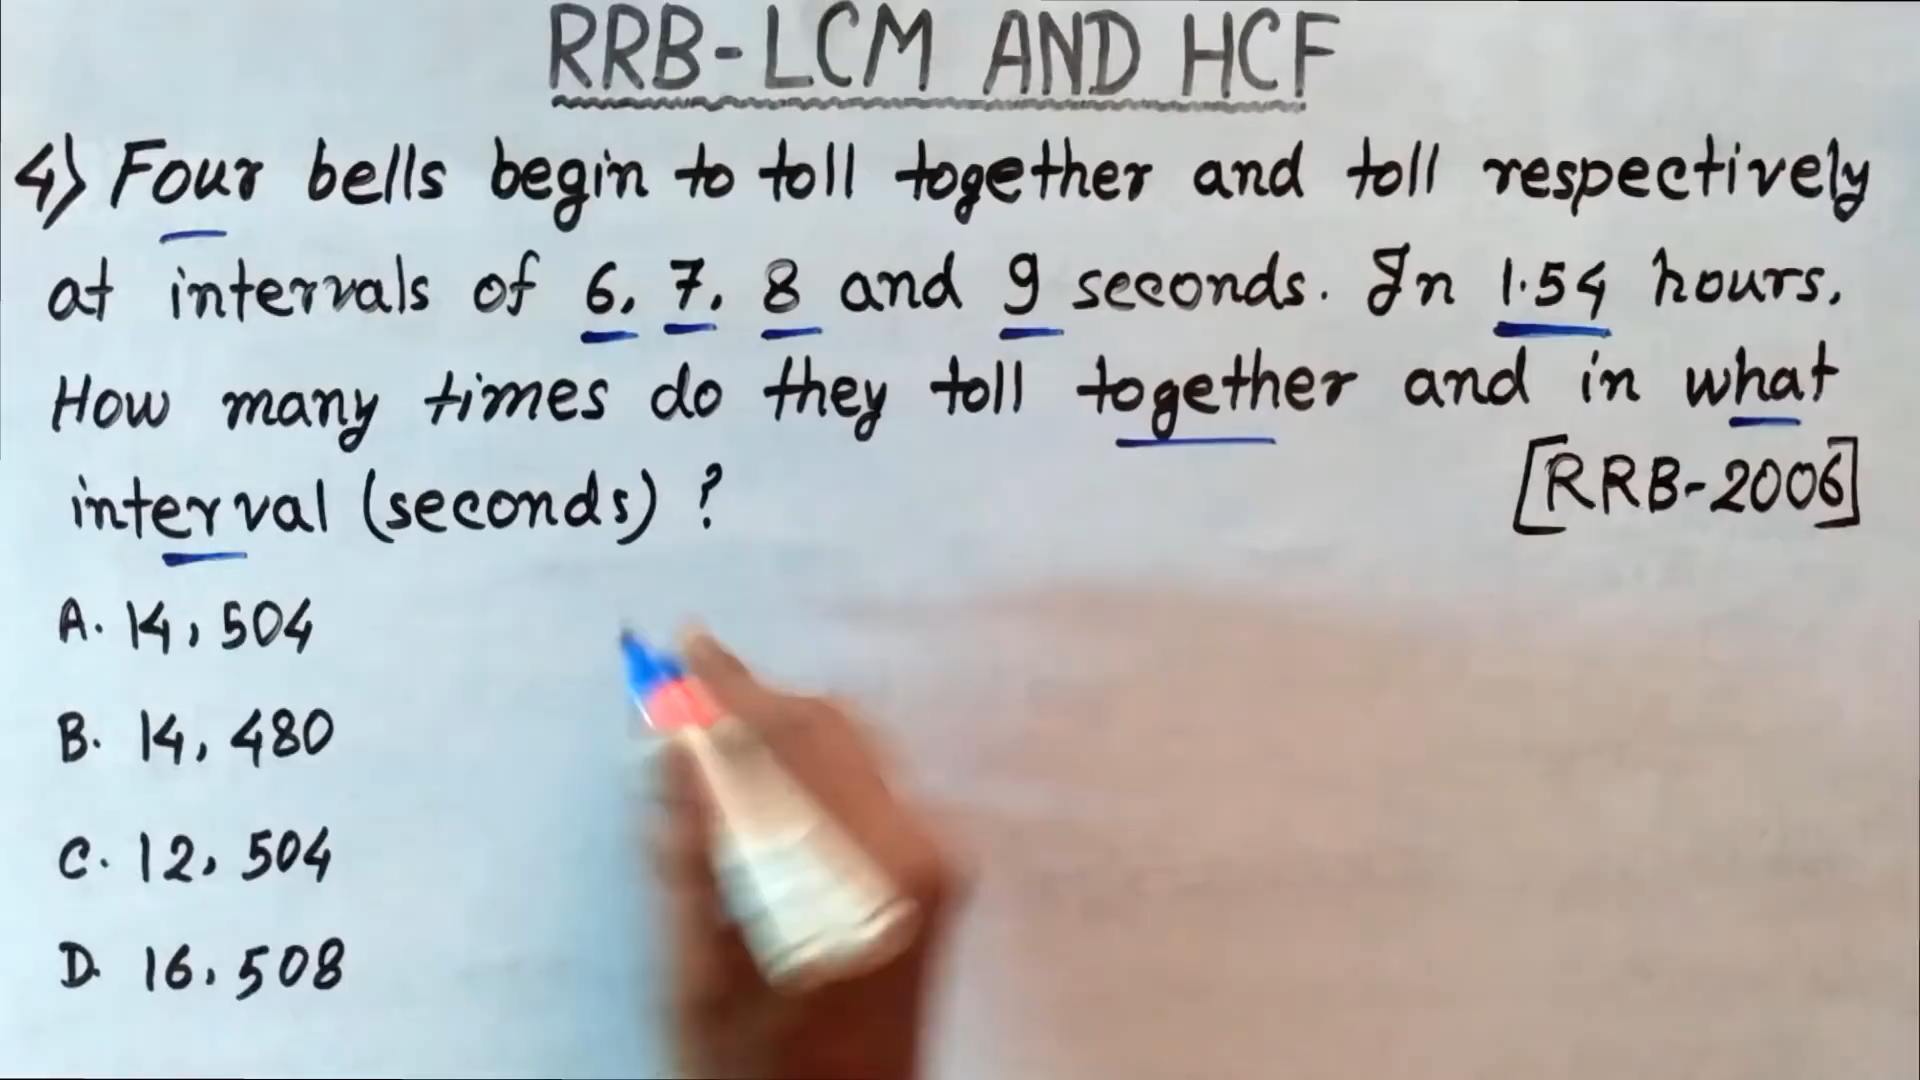 RRB-LCM AND HCF
4) Four bells begin to toll together and toll respectively
at intervals of 6, 7, 8 and 9 seconds. In 1.54 hours,
How many times do they toll together and in what
interval (seconds) ?
[RRB-2006]
A. 14, 504
B. 14, 480
C. 12, 504
D. 16, 508